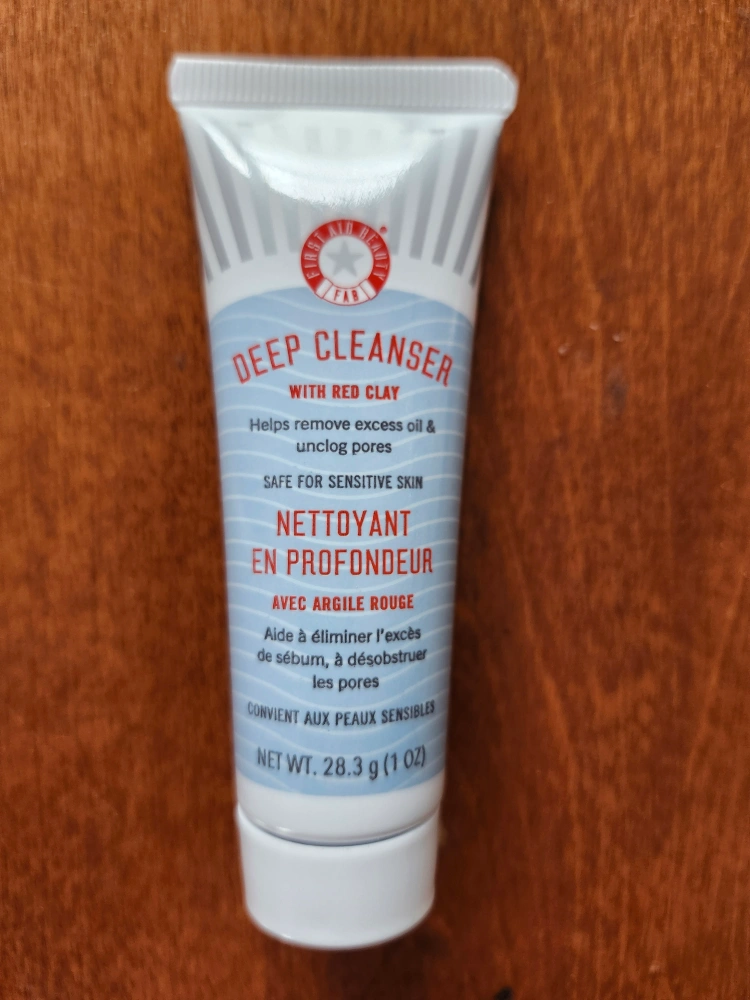 FIRST AID BEAUTY®
FAB
DEEP CLEANSER
WITH RED CLAY
Helps remove excess oil &
unclog pores
SAFE FOR SENSITIVE SKIN
NETTOYANT
EN PROFONDEUR
AVEC ARGILE ROUGE
Aide à éliminer l'excès
de sébum, à désobstruer
les pores
CONVIENT AUX PEAUX SENSIBLES
NET WT. 28.3 g (1 OZ)